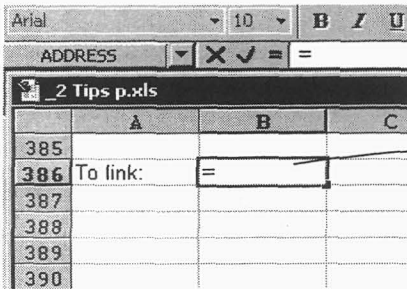 Arial 10 B I U
ADDRESS = =
_2 Tips p.xls
A B C
385
386 To link: =
387
388
389
390